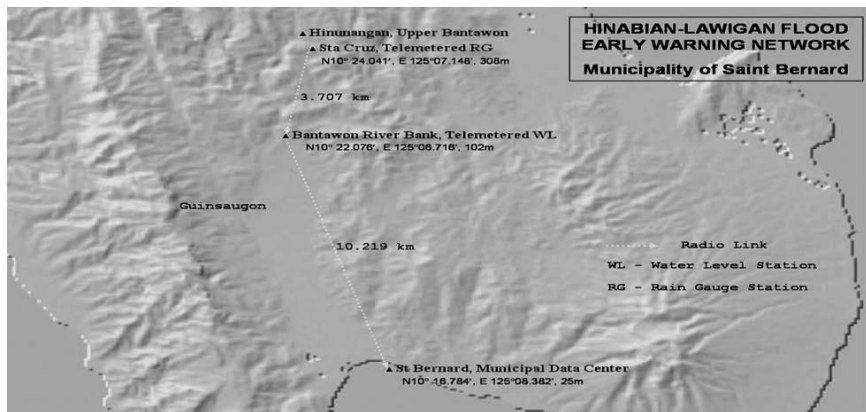 Hinunangan, Upper Bantawon
Sta Cruz, Telemetered RG
N10° 24.041', E 125°07.148', 308m
HINABIAN-LAWIGAN FLOOD
EARLY WARNING NETWORK
Municipality of Saint Bernard
3.707 km
Bantawon River Bank, Telemetered WL
N10° 22.076', E 125°06.716', 102m
Guinsaugon
10.219 km
Radio Link
WL - Water Level Station
RG - Rain Gauge Station
St Bernard, Municipal Data Center
N10° 16.784', E 125°08.382', 25m